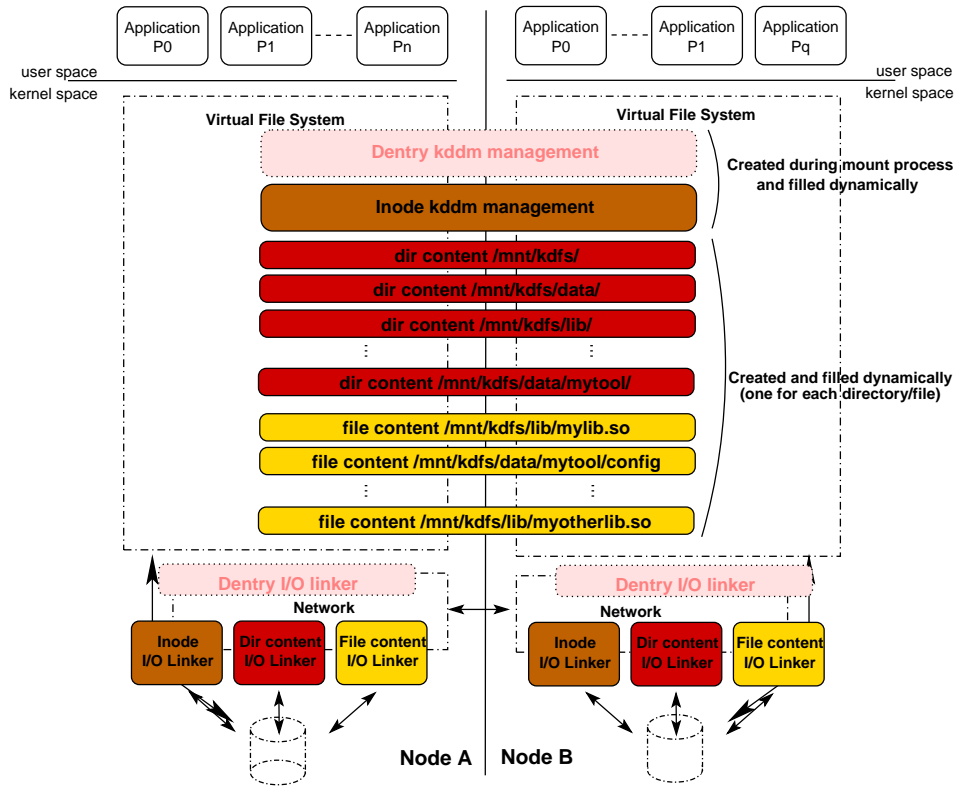 Application
P0
Application
P1
Application
Pn
Application
P0
Application
P1
Application
Pq
user space
kernel space
user space
kernel space
Virtual File System
Virtual File System
Dentry kddm management
Created during mount process
and filled dynamically
Inode kddm management
dir content /mnt/kdfs/
dir content /mnt/kdfs/data/
dir content /mnt/kdfs/lib/
dir content /mnt/kdfs/data/mytool/
Created and filled dynamically
(one for each directory/file)
file content /mnt/kdfs/lib/mylib.so
file content /mnt/kdfs/data/mytool/config
file content /mnt/kdfs/lib/myotherlib.so
Dentry I/O linker
Dentry I/O linker
Network
Network
Inode
I/O Linker
Dir content
I/O Linker
File content
I/O Linker
Inode
I/O Linker
Dir content
I/O Linker
File content
I/O Linker
Node A
Node B